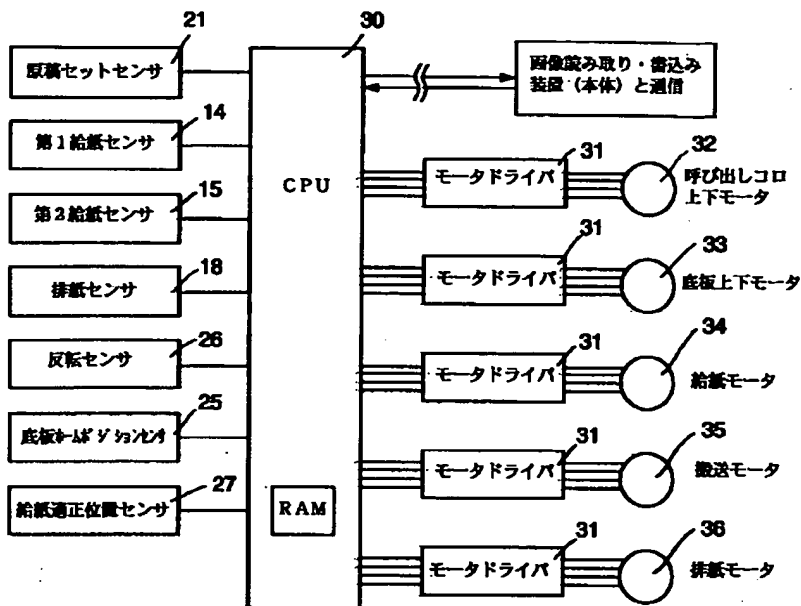 21
原稿セットセンサ
14
第1給紙センサ
15
第2給紙センサ
18
排紙センサ
26
反転センサ
25
底板ホームポジションセンサ
27
給紙適正位置センサ
30
CPU
RAM
画像読み取り・書込み
装置(本体)と通信
31
モータドライバ
32
呼び出しコロ
上下モータ
31
モータドライバ
33
底板上下モータ
31
モータドライバ
34
給紙モータ
31
モータドライバ
35
搬送モータ
31
モータドライバ
36
排紙モータ